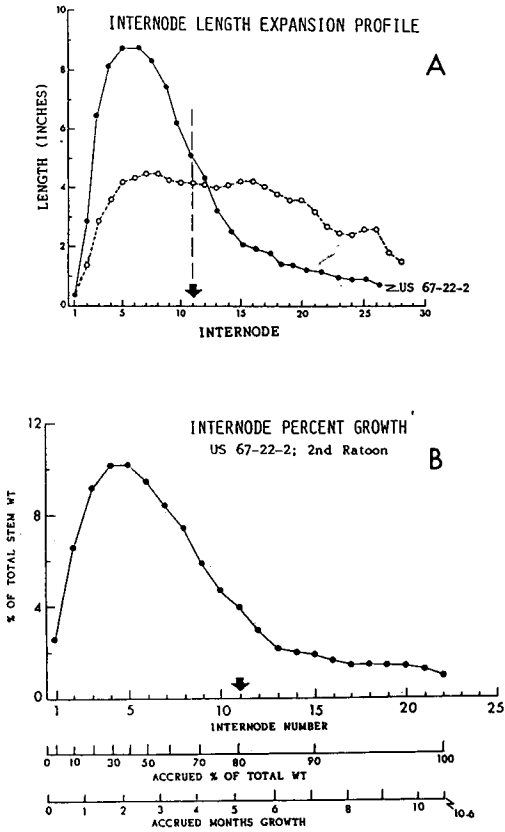 INTERNODE LENGTH EXPANSION PROFILE
A
10
8
6
4
2
0
LENGTH (INCHES)
US 67-22-2
1 5 10 15 20 25 30
INTERNODE
INTERNODE PERCENT GROWTH
US 67-22-2; 2nd Ratoon
B
12
8
4
0
% OF TOTAL STEM WT
1 5 10 15 20 25
INTERNODE NUMBER
0 10 30 50 70 80 90 100
ACCRUED % OF TOTAL WT
0 1 2 3 4 5 6 7 8 10 10.6
ACCRUED MONTHS GROWTH